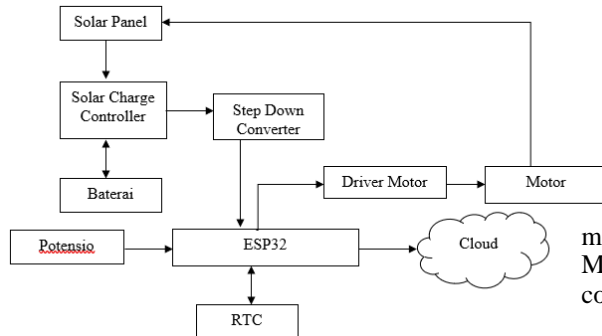 Solar Panel
Solar Charge
Controller
Step Down
Converter
Baterai
Driver Motor
Motor
Potensio
ESP32
Cloud
RTC
m
M
co